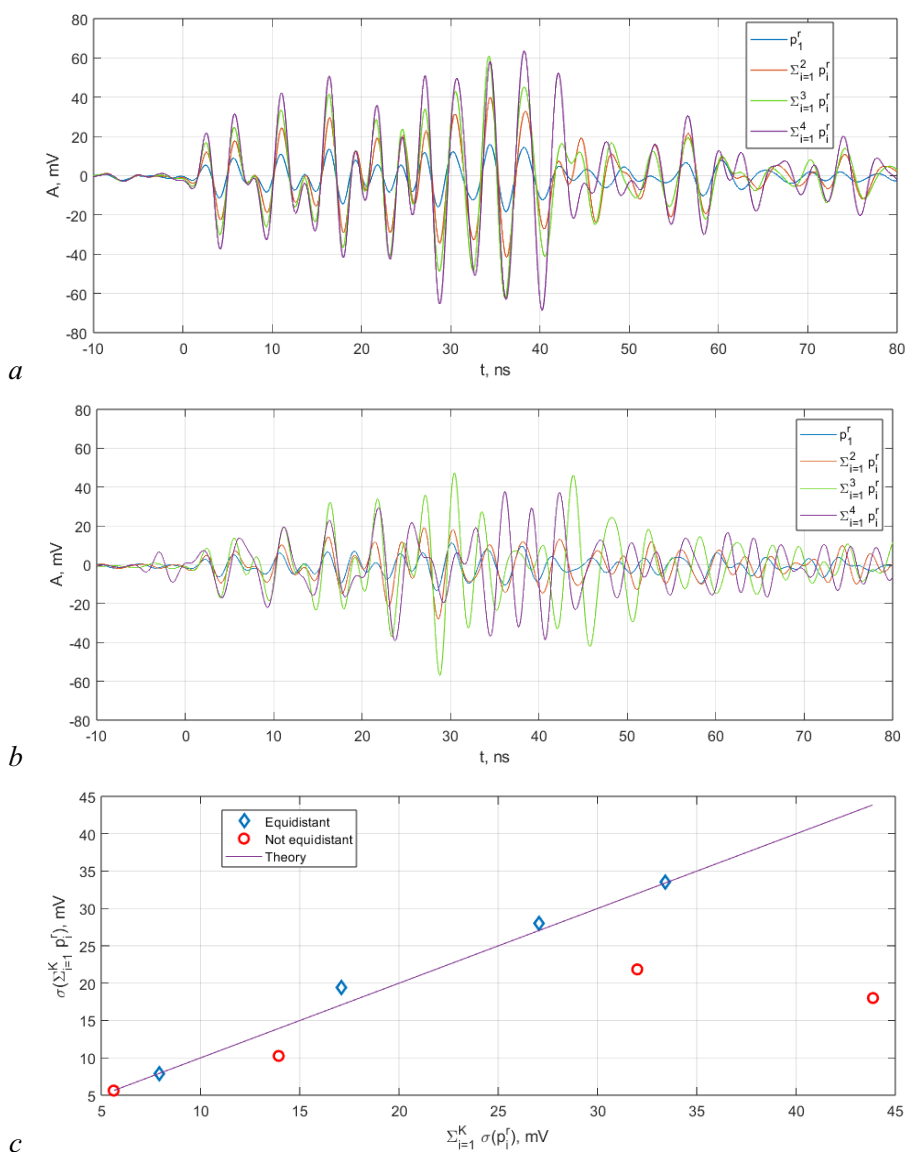 80
60
40
20
0
-20
-40
-60
-80
A, mV
p₁ʳ
Σ²ᵢ₌₁ pᵢʳ
Σ³ᵢ₌₁ pᵢʳ
Σ⁴ᵢ₌₁ pᵢʳ
-10 0 10 20 30 40 50 60 70 80
t, ns
a
80
60
40
20
0
-20
-40
-60
-80
A, mV
p₁ʳ
Σ²ᵢ₌₁ pᵢʳ
Σ³ᵢ₌₁ pᵢʳ
Σ⁴ᵢ₌₁ pᵢʳ
-10 0 10 20 30 40 50 60 70 80
t, ns
b
45
40
35
30
25
20
15
10
5
σ(Σᴷᵢ₌₁ pᵢʳ), mV
Equidistant
Not equidistant
Theory
5 10 15 20 25 30 35 40 45
Σᴷᵢ₌₁ σ(pᵢʳ), mV
c